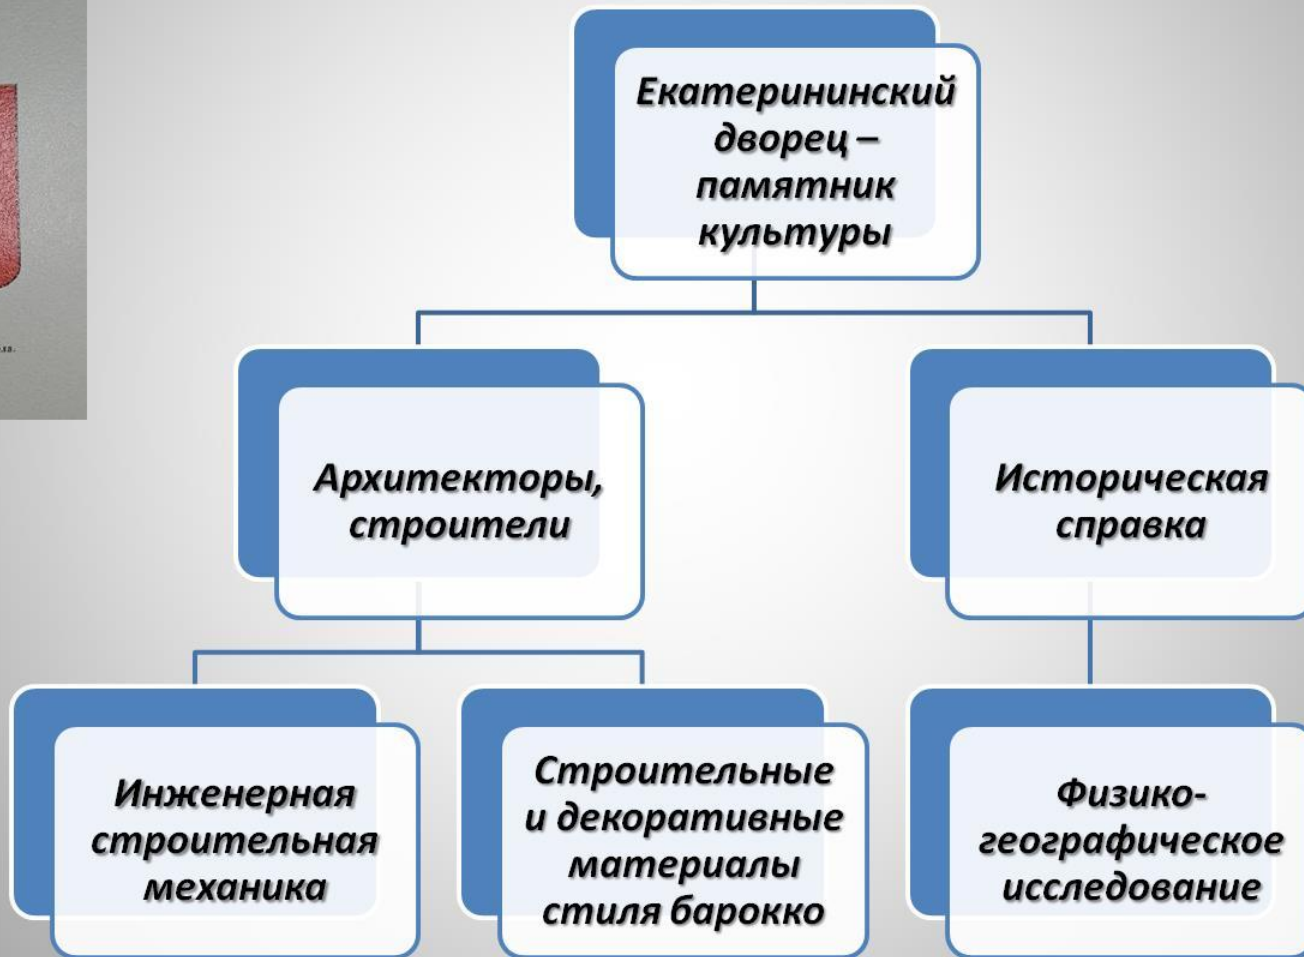 Екатерининский
дворец –
памятник
культуры
Архитекторы,
строители
Историческая
справка
Инженерная
строительная
механика
Строительные
и декоративные
материалы
стиля барокко
Физико-
географическое
исследование